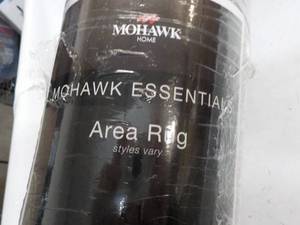 MOHAWK
HOME
MOHAWK ESSENTIALS
Area Rug
styles vary